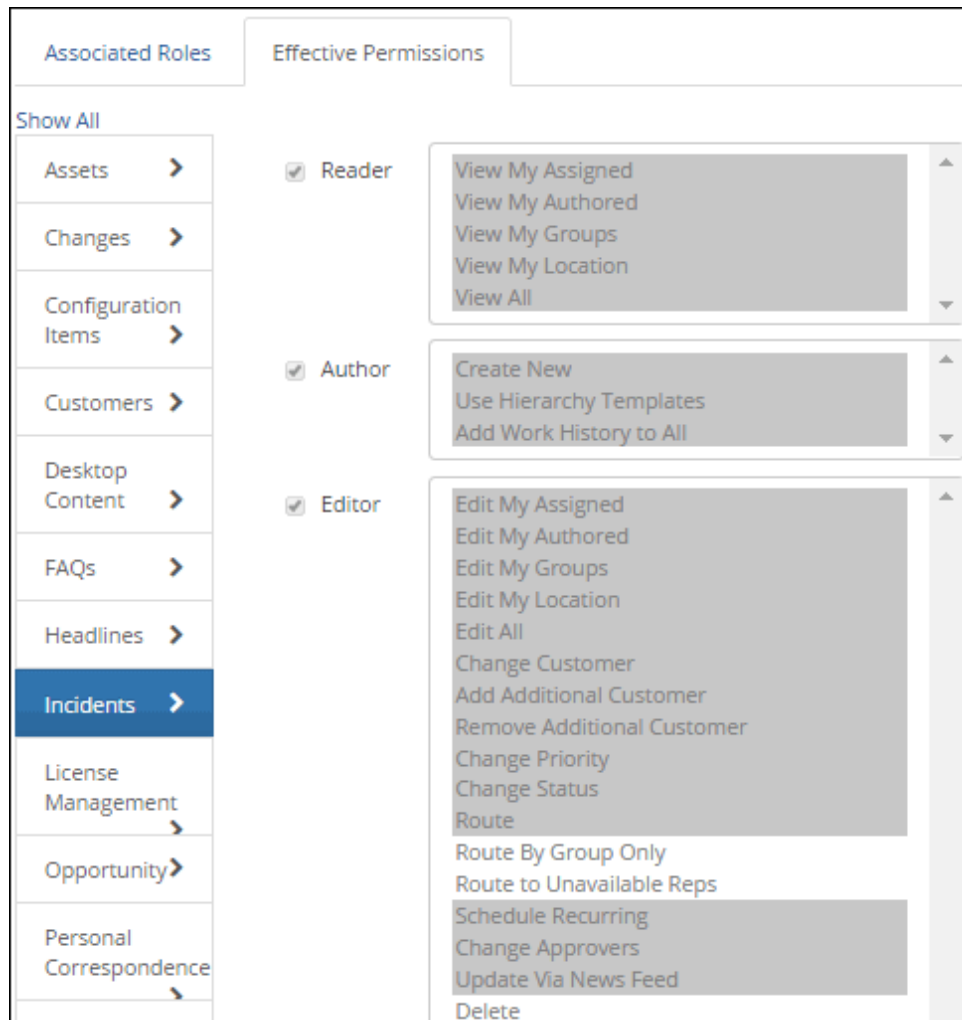 Associated Roles
Effective Permissions
Show All
Assets
Changes
Configuration
Items
Customers
Desktop
Content
FAQs
Headlines
Incidents
License
Management
Opportunity
Personal
Correspondence
Reader
View My Assigned
View My Authored
View My Groups
View My Location
View All
Author
Create New
Use Hierarchy Templates
Add Work History to All
Editor
Edit My Assigned
Edit My Authored
Edit My Groups
Edit My Location
Edit All
Change Customer
Add Additional Customer
Remove Additional Customer
Change Priority
Change Status
Route
Route By Group Only
Route to Unavailable Reps
Schedule Recurring
Change Approvers
Update Via News Feed
Delete